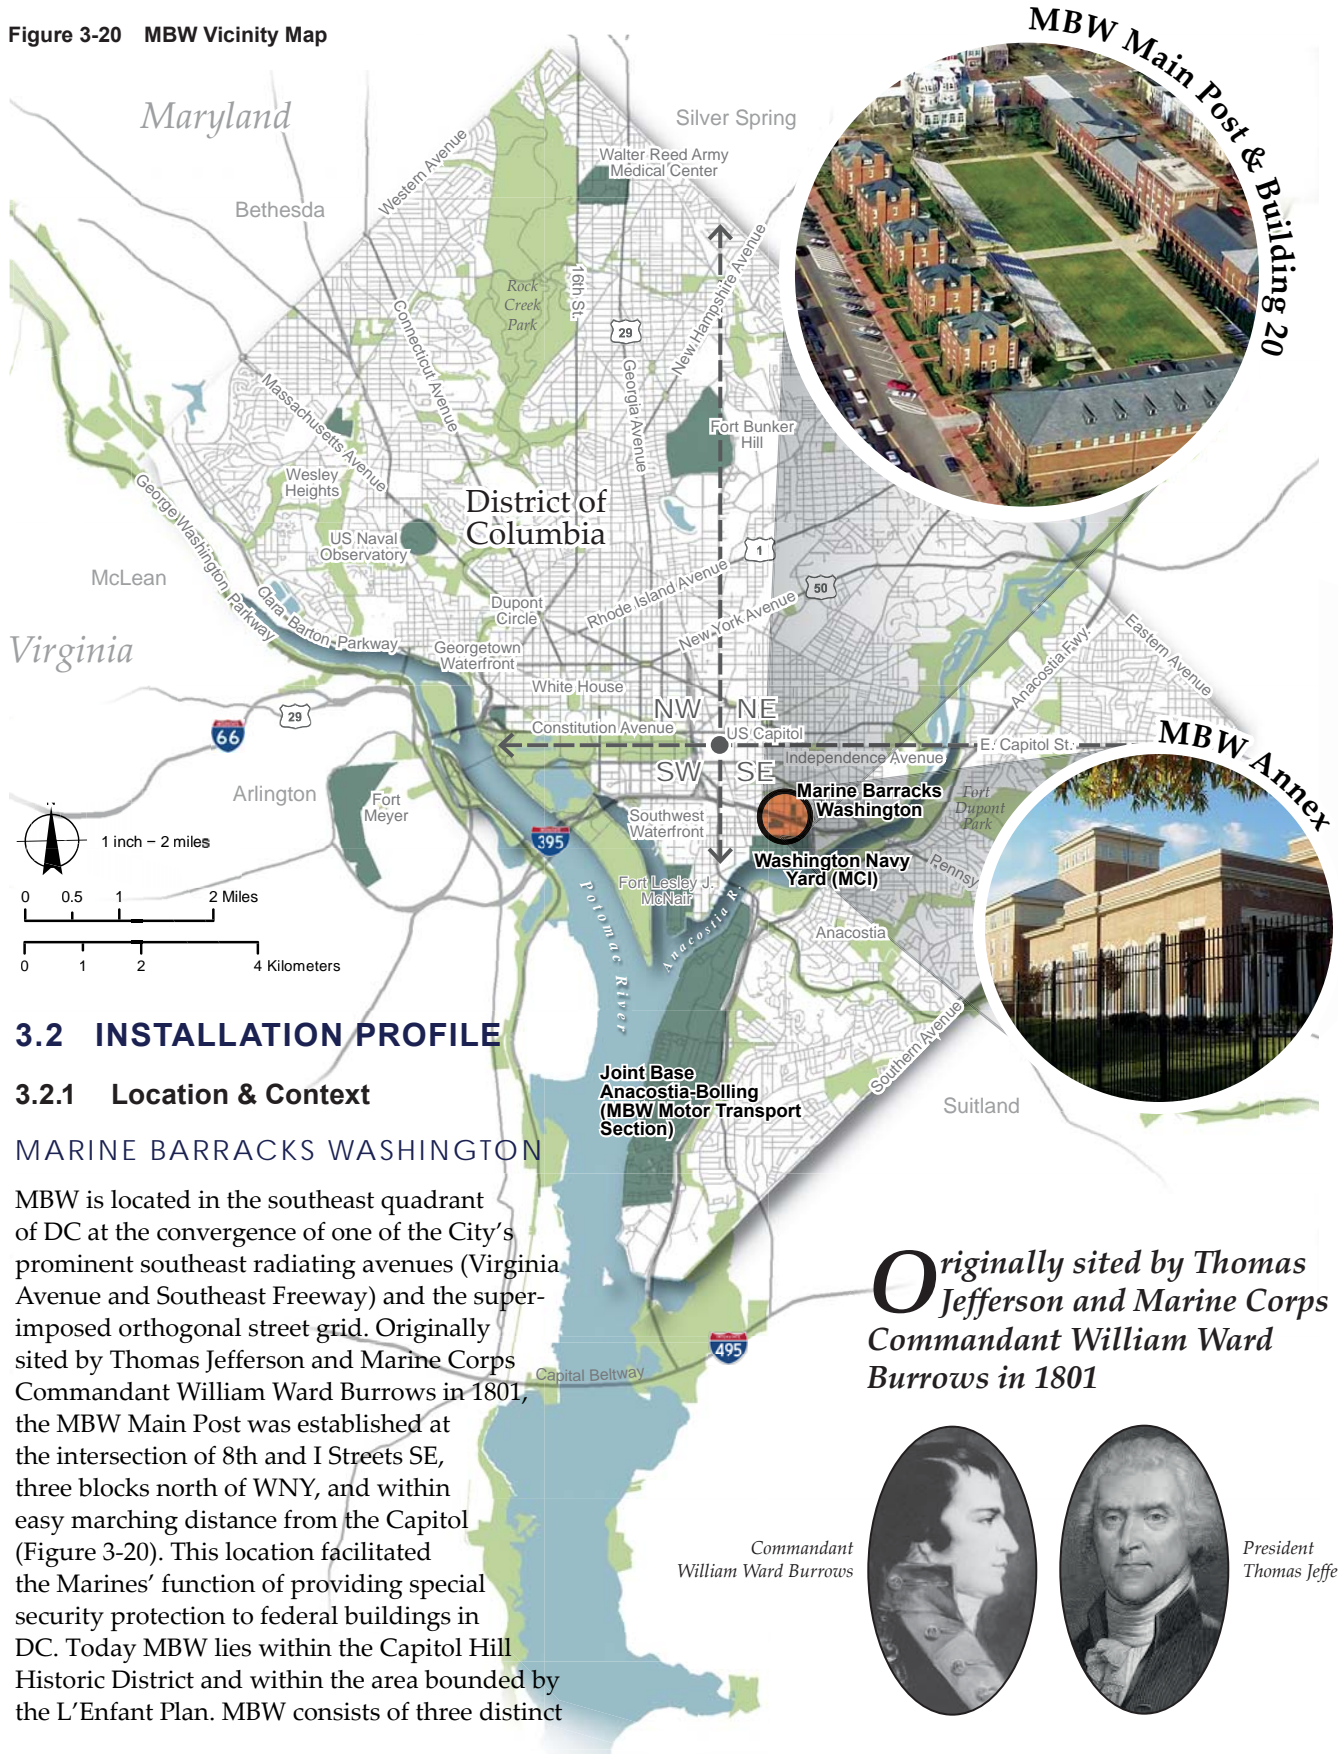 Figure 3-20 MBW Vicinity Map
MBW Main Post & Building 20
Maryland
Silver Spring
Walter Reed Army
Medical Center
Western Avenue
Bethesda
Rock
Creek
Park
16th St.
29
New Hampshire Avenue
Connecticut Avenue
Georgia Avenue
Massachusetts Avenue
Fort Bunker
Hill
Wesley
Heights
District of
Columbia
George Washington Parkway
US Naval
Observatory
1
McLean
50
Clara Barton Parkway
Dupont
Circle
Rhode Island Avenue
New York Avenue
Virginia
Georgetown
Waterfront
Anacostia Fwy.
Eastern Avenue
White House
29
66
NW NE
Constitution Avenue
US Capitol
E. Capitol St.
Independence Avenue
SW SE
MBW Annex
Arlington
Fort
Meyer
Marine Barracks
Washington
Fort
Dupont
Park
Southwest
Waterfront
N
1 inch – 2 miles
395
Washington Navy
Yard (MCI)
Pennsy
0 0.5 1 2 Miles
Fort Lesley J.
McNair
Potomac River
Anacostia R.
Anacostia
0 1 2 4 Kilometers
3.2 INSTALLATION PROFILE
Southern Avenue
Joint Base
Anacostia-Bolling
(MBW Motor Transport
Section)
Suitland
3.2.1 Location & Context
MARINE BARRACKS WASHINGTON
MBW is located in the southeast quadrant
of DC at the convergence of one of the City’s
prominent southeast radiating avenues (Virginia
Avenue and Southeast Freeway) and the super-
imposed orthogonal street grid. Originally
sited by Thomas Jefferson and Marine Corps
Commandant William Ward Burrows in 1801,
the MBW Main Post was established at
the intersection of 8th and I Streets SE,
three blocks north of WNY, and within
easy marching distance from the Capitol
(Figure 3-20). This location facilitated
the Marines’ function of providing special
security protection to federal buildings in
DC. Today MBW lies within the Capitol Hill
Historic District and within the area bounded by
the L’Enfant Plan. MBW consists of three distinct
495
Capital Beltway
Originally sited by Thomas
Jefferson and Marine Corps
Commandant William Ward
Burrows in 1801
Commandant
William Ward Burrows
President
Thomas Jeffe